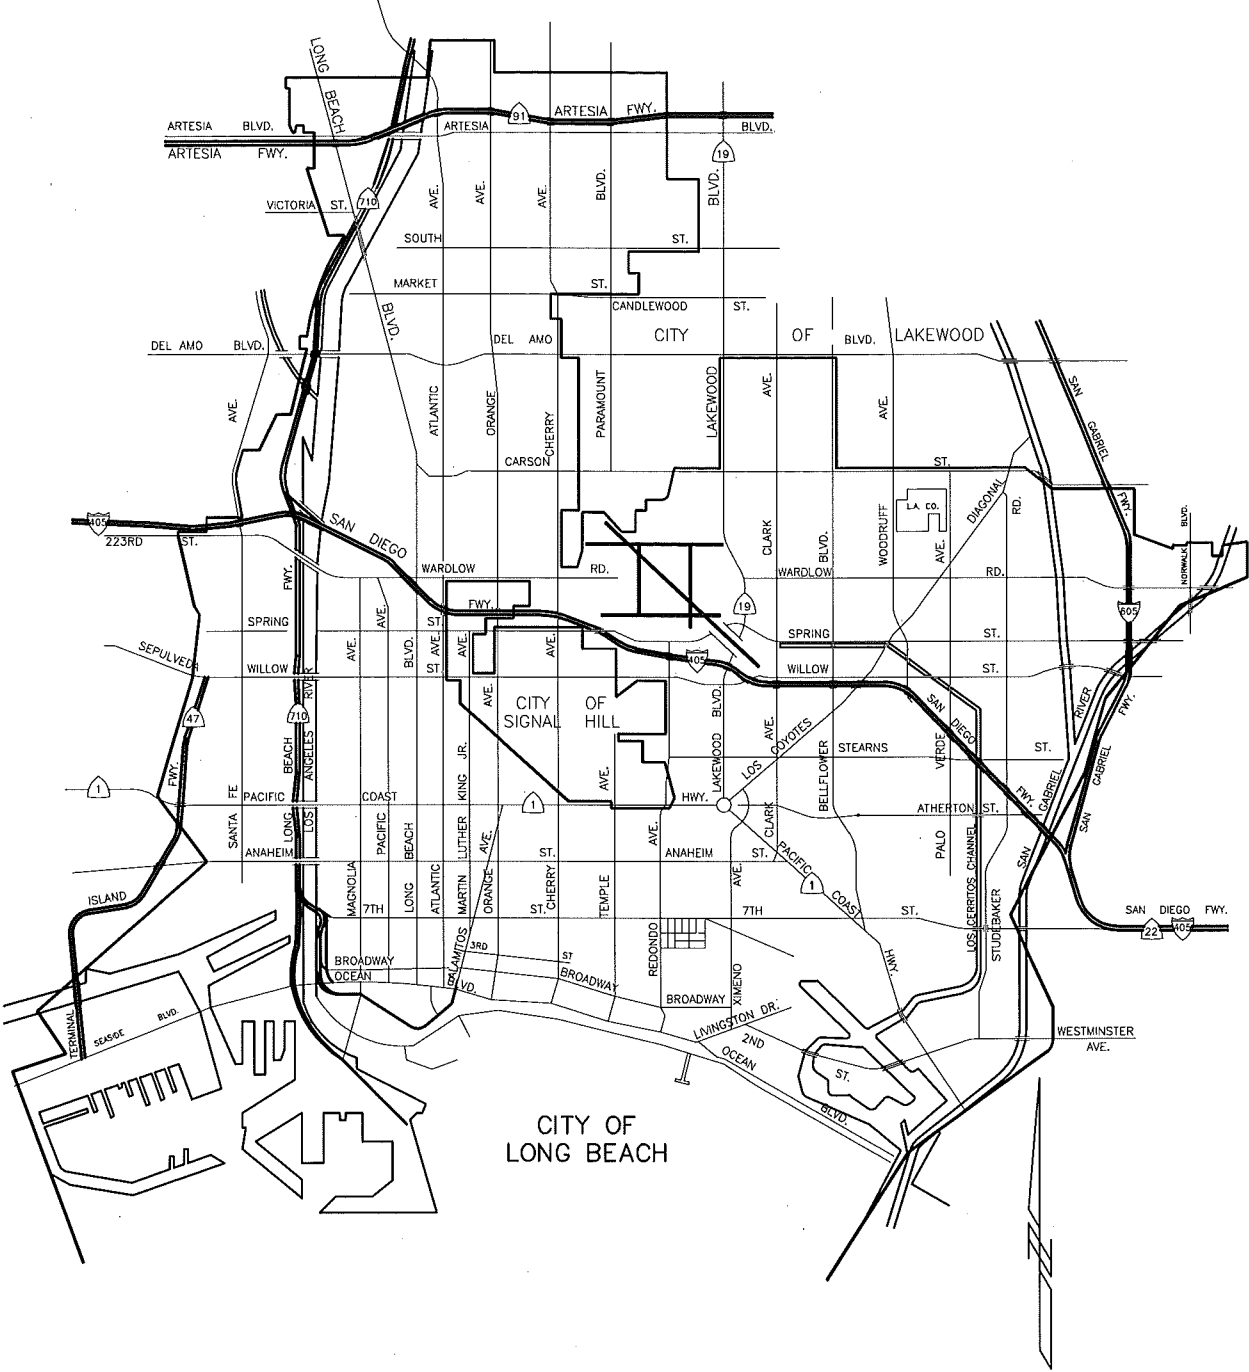 LONG BEACH BLVD.
ARTESIA BLVD.
ARTESIA FWY.
ARTESIA
91
ARTESIA FWY.
BLVD.
19
710
VICTORIA ST.
AVE.
AVE.
AVE.
BLVD.
BLVD.
SOUTH ST.
MARKET ST.
CANDLEWOOD ST.
CITY OF LAKEWOOD
DEL AMO BLVD.
DEL AMO
BLVD.
AVE.
ATLANTIC
ORANGE
CHERRY
PARAMOUNT
LAKEWOOD
AVE.
AVE.
SAN GABRIEL FWY.
CARSON ST.
L.A. CO.
DIAGONAL
RD.
405
223RD ST.
SAN DIEGO
FWY.
FWY.
CLARK
BLVD.
WOODRUFF
AVE.
NORWALK BLVD.
WARDLOW RD.
WARDLOW RD.
19
605
SPRING ST.
SPRING ST.
SEPULVEDA
WILLOW ST.
WILLOW ST.
405
AVE.
AVE.
BLVD.
AVE.
AVE.
AVE.
AVE.
CITY OF
SIGNAL HILL
47
710
FWY.
LONG BEACH
LOS ANGELES RIVER
BLVD.
AVE.
SAN DIEGO
FWY.
RIVER
FWY.
LOS COYOTES
STEARNS ST.
VERDE
SAN GABRIEL
SAN GABRIEL
1
PACIFIC COAST
1
HWY.
ATHERTON ST.
SANTA FE
PACIFIC
LONG BEACH
MARTIN LUTHER KING JR.
AVE.
AVE.
AVE.
LAKEWOOD
CLARK
BELLFLOWER
PALO
ANAHEIM ST.
ANAHEIM ST.
PACIFIC
1
COAST
HWY
ISLAND
MAGNOLIA
ATLANTIC
ORANGE
CHERRY
TEMPLE
AVE.
7TH ST.
7TH ST.
LOS CERRITOS CHANNEL
STUDEBAKER
SAN DIEGO FWY.
22
405
REDONDO
XIMENO
ALAMITOS
3RD ST
BROADWAY
OCEAN
BLVD.
BROADWAY
BROADWAY
TERMINAL
SEASIDE BLVD.
LIVINGSTON DR.
2ND
ST.
OCEAN
BLVD.
WESTMINSTER
AVE.
CITY OF
LONG BEACH